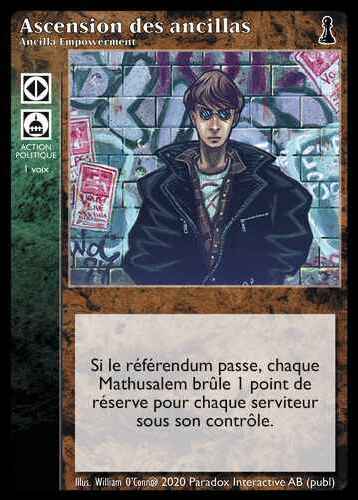 Ascension des ancillas
Ancilla Empowerment
ACTION
POLITIQUE
1 voix
Si le référendum passe, chaque
Mathusalem brûle 1 point de
réserve pour chaque serviteur
sous son contrôle.
Illus. William O'Conn@ 2020 Paradox Interactive AB (publ)